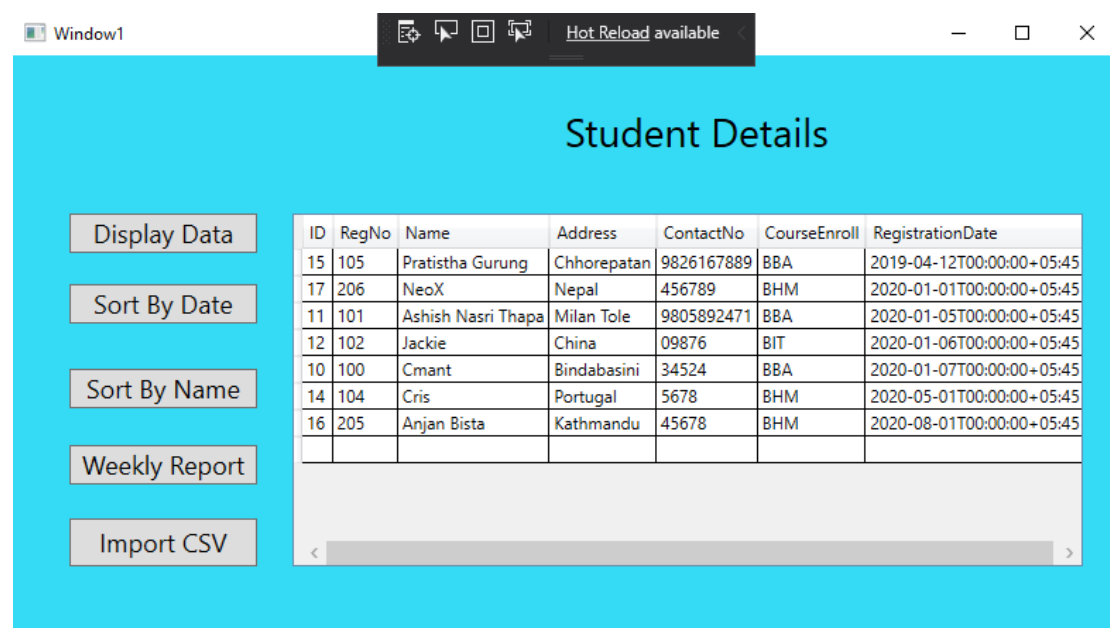 Window1
Hot Reload available
Student Details
Display Data
Sort By Date
Sort By Name
Weekly Report
Import CSV
ID RegNo Name Address ContactNo CourseEnroll RegistrationDate
15 105 Pratistha Gurung Chhorepatan 9826167889 BBA 2019-04-12T00:00:00+05:45
17 206 NeoX Nepal 456789 BHM 2020-01-01T00:00:00+05:45
11 101 Ashish Nasri Thapa Milan Tole 9805892471 BBA 2020-01-05T00:00:00+05:45
12 102 Jackie China 09876 BIT 2020-01-06T00:00:00+05:45
10 100 Cmant Bindabasini 34524 BBA 2020-01-07T00:00:00+05:45
14 104 Cris Portugal 5678 BHM 2020-05-01T00:00:00+05:45
16 205 Anjan Bista Kathmandu 45678 BHM 2020-08-01T00:00:00+05:45